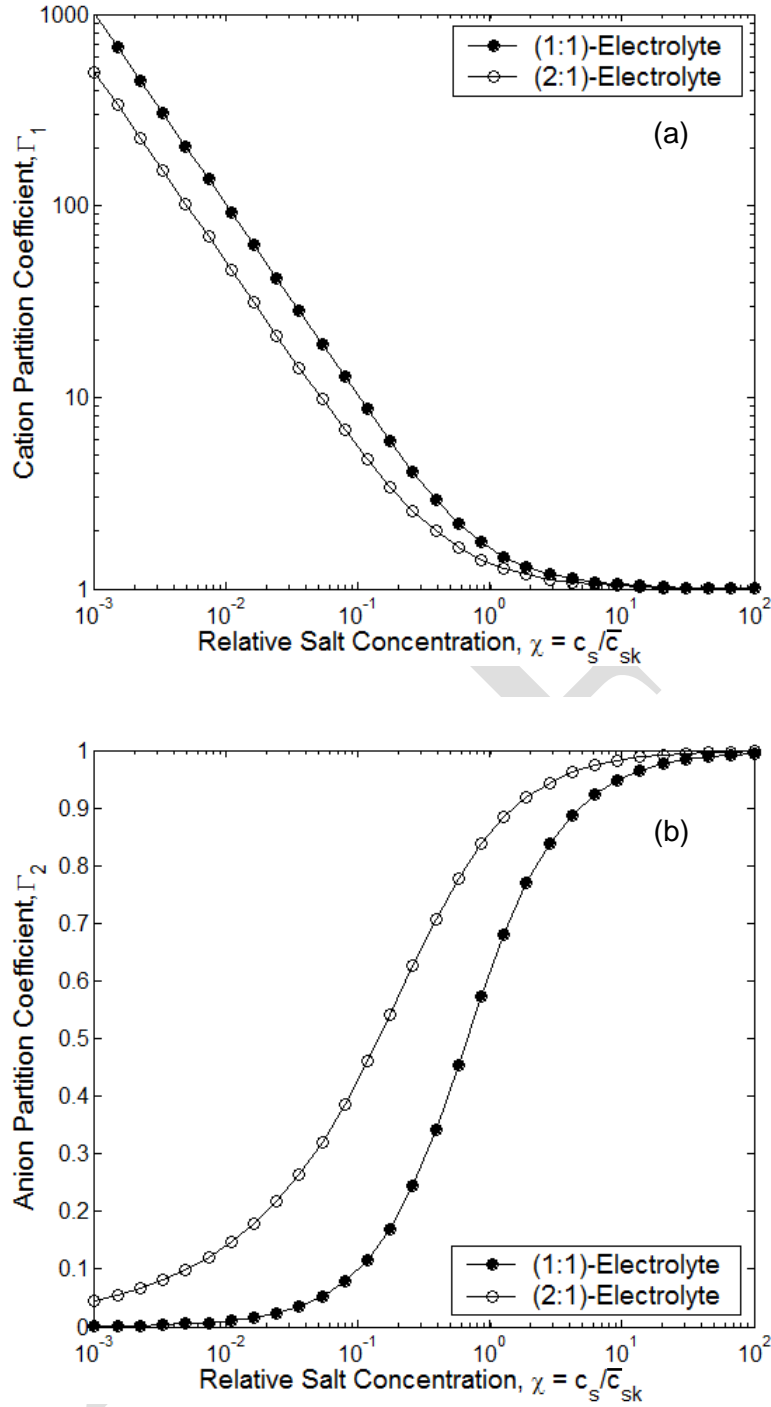 1000
(1:1)-Electrolyte
(2:1)-Electrolyte
(a)
100
10
1
Cation Partition Coefficient, Γ₁
10⁻³ 10⁻² 10⁻¹ 10⁰ 10¹ 10²
Relative Salt Concentration, χ = cₛ/c̅ₛₖ
1
0.9
(b)
0.8
0.7
0.6
0.5
0.4
0.3
0.2
0.1
0
Anion Partition Coefficient, Γ₂
(1:1)-Electrolyte
(2:1)-Electrolyte
10⁻³ 10⁻² 10⁻¹ 10⁰ 10¹ 10²
Relative Salt Concentration, χ = cₛ/c̅ₛₖ